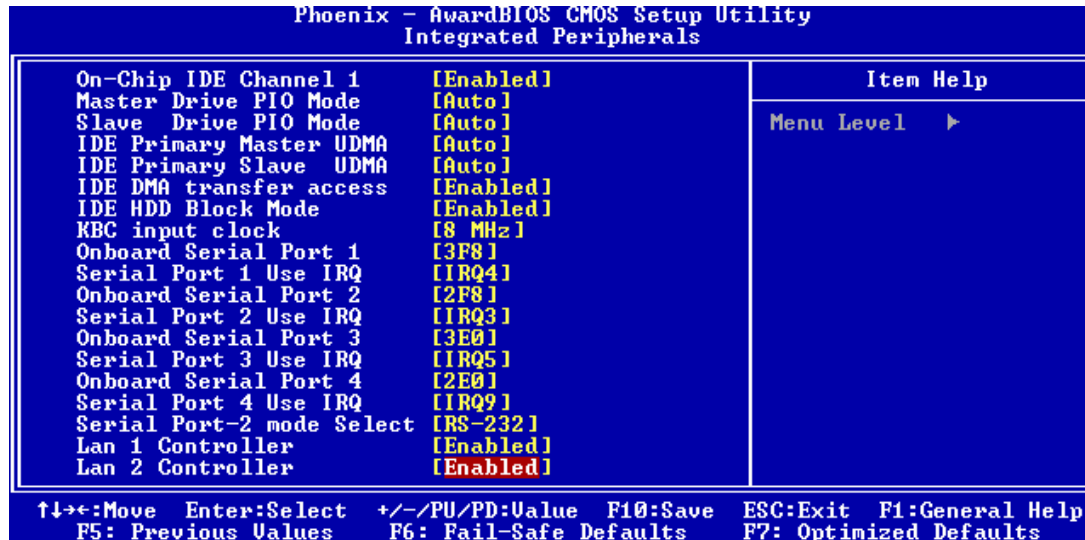 Phoenix - AwardBIOS CMOS Setup Utility
Integrated Peripherals
On-Chip IDE Channel 1 [Enabled]
Master Drive PIO Mode [Auto]
Slave  Drive PIO Mode [Auto]
IDE Primary Master UDMA [Auto]
IDE Primary Slave  UDMA [Auto]
IDE DMA transfer access [Enabled]
IDE HDD Block Mode [Enabled]
KBC input clock [8 MHz]
Onboard Serial Port 1 [3F8]
Serial Port 1 Use IRQ [IRQ4]
Onboard Serial Port 2 [2F8]
Serial Port 2 Use IRQ [IRQ3]
Onboard Serial Port 3 [3E0]
Serial Port 3 Use IRQ [IRQ5]
Onboard Serial Port 4 [2E0]
Serial Port 4 Use IRQ [IRQ9]
Serial Port-2 mode Select [RS-232]
Lan 1 Controller [Enabled]
Lan 2 Controller [Enabled]
Item Help
Menu Level ►
↑↓→←:Move Enter:Select +/-/PU/PD:Value F10:Save ESC:Exit F1:General Help
F5: Previous Values F6: Fail-Safe Defaults F7: Optimized Defaults